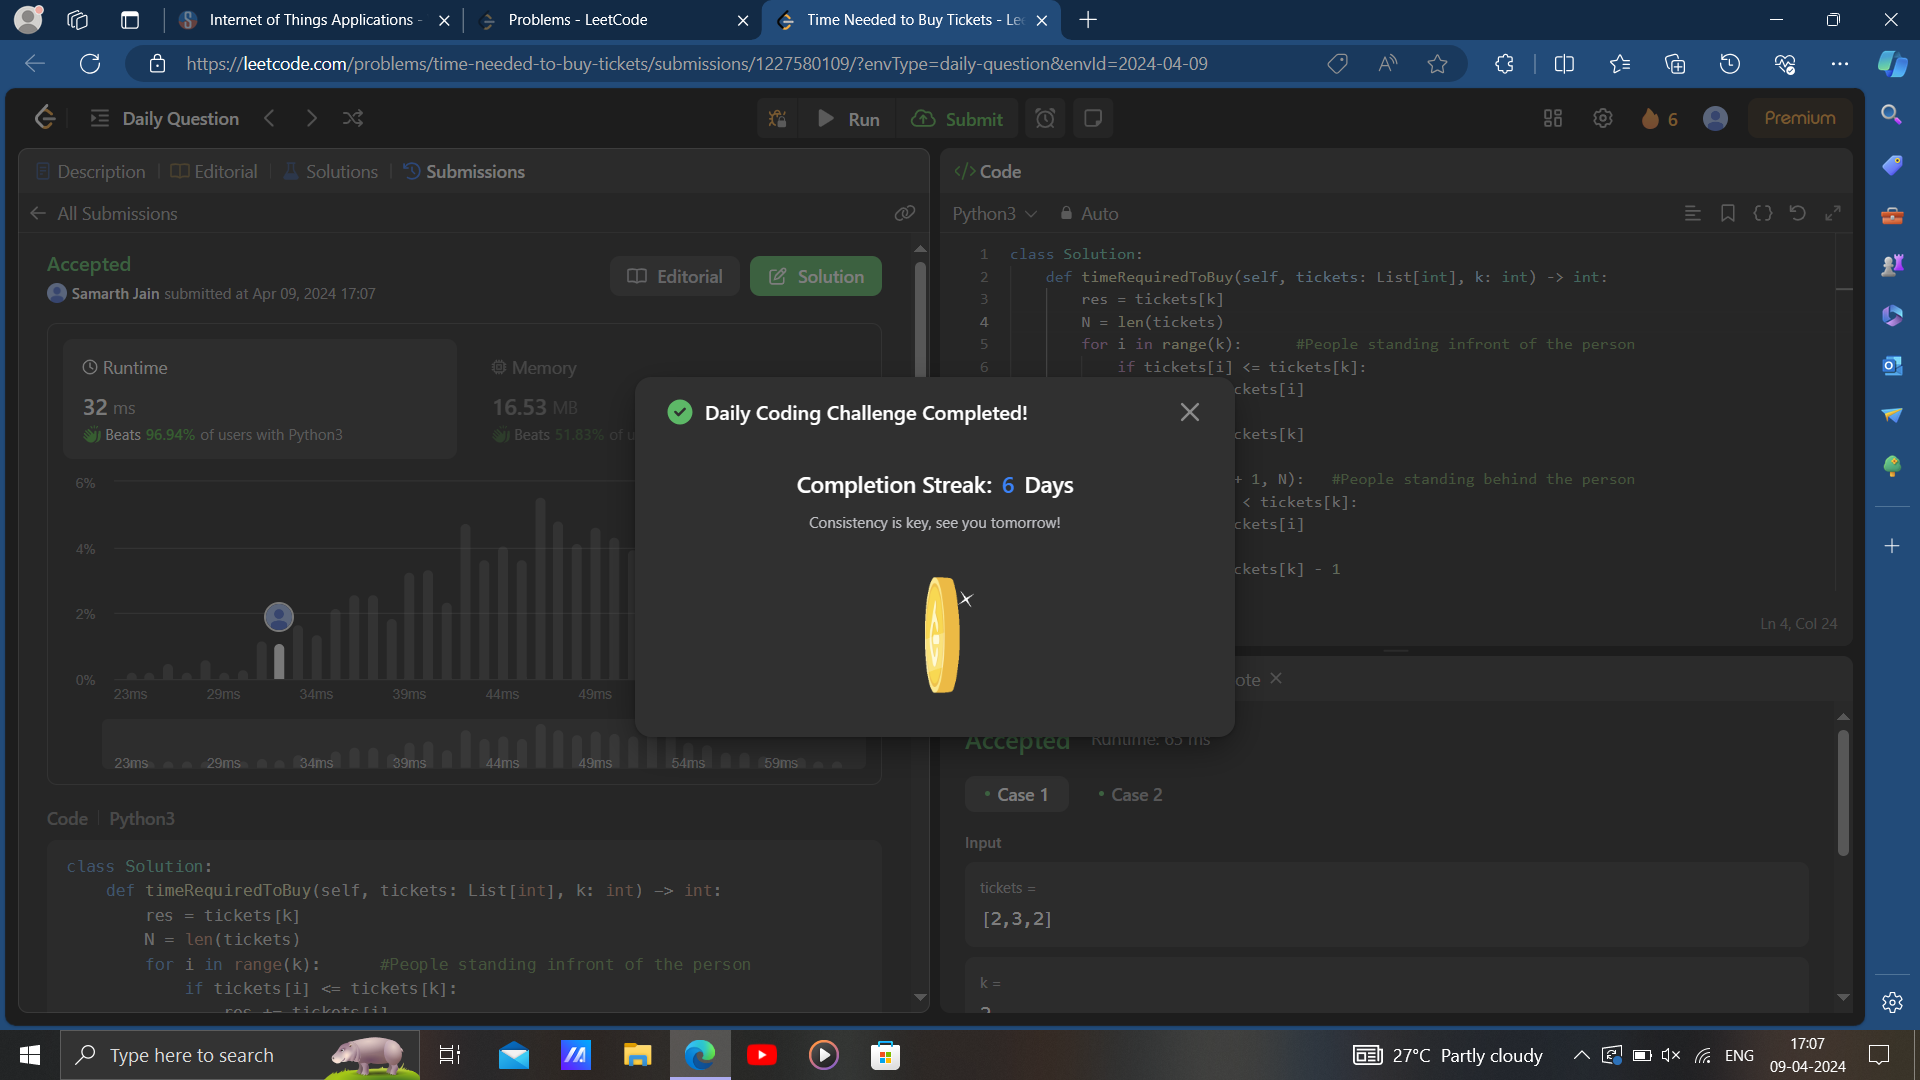 Internet of Things Applications -
Problems - LeetCode
Time Needed to Buy Tickets - Le
https://leetcode.com/problems/time-needed-to-buy-tickets/submissions/1227580109/?envType=daily-question&envId=2024-04-09
Daily Question
Run
Submit
6
Premium
Description
Editorial
Solutions
Submissions
All Submissions
Accepted
Samarth Jain submitted at Apr 09, 2024 17:07
Editorial
Solution
Runtime
32 ms
Beats 96.94% of users with Python3
Memory
16.53 MB
Beats 51.83% of u
6%
4%
2%
0%
23ms 29ms 34ms 39ms 44ms 49ms
23ms 29ms 34ms 39ms 44ms 49ms 54ms 59ms
Code | Python3
class Solution:
def timeRequiredToBuy(self, tickets: List[int], k: int) -> int:
res = tickets[k]
N = len(tickets)
for i in range(k): #People standing infront of the person
if tickets[i] <= tickets[k]:
res += tickets[i]
Daily Coding Challenge Completed!
Completion Streak: 6 Days
Consistency is key, see you tomorrow!
</> Code
Python3
Auto
1 class Solution:
2 def timeRequiredToBuy(self, tickets: List[int], k: int) -> int:
3 res = tickets[k]
4 N = len(tickets)
5 for i in range(k): #People standing infront of the person
6 if tickets[i] <= tickets[k]:
ckets[i]
ckets[k]
+ 1, N): #People standing behind the person
< tickets[k]:
ckets[i]
ckets[k] - 1
Ln 4, Col 24
ote
Accepted Runtime: 65 ms
Case 1
Case 2
Input
tickets =
[2,3,2]
k =
2
Type here to search
27°C Partly cloudy
ENG
17:07
09-04-2024